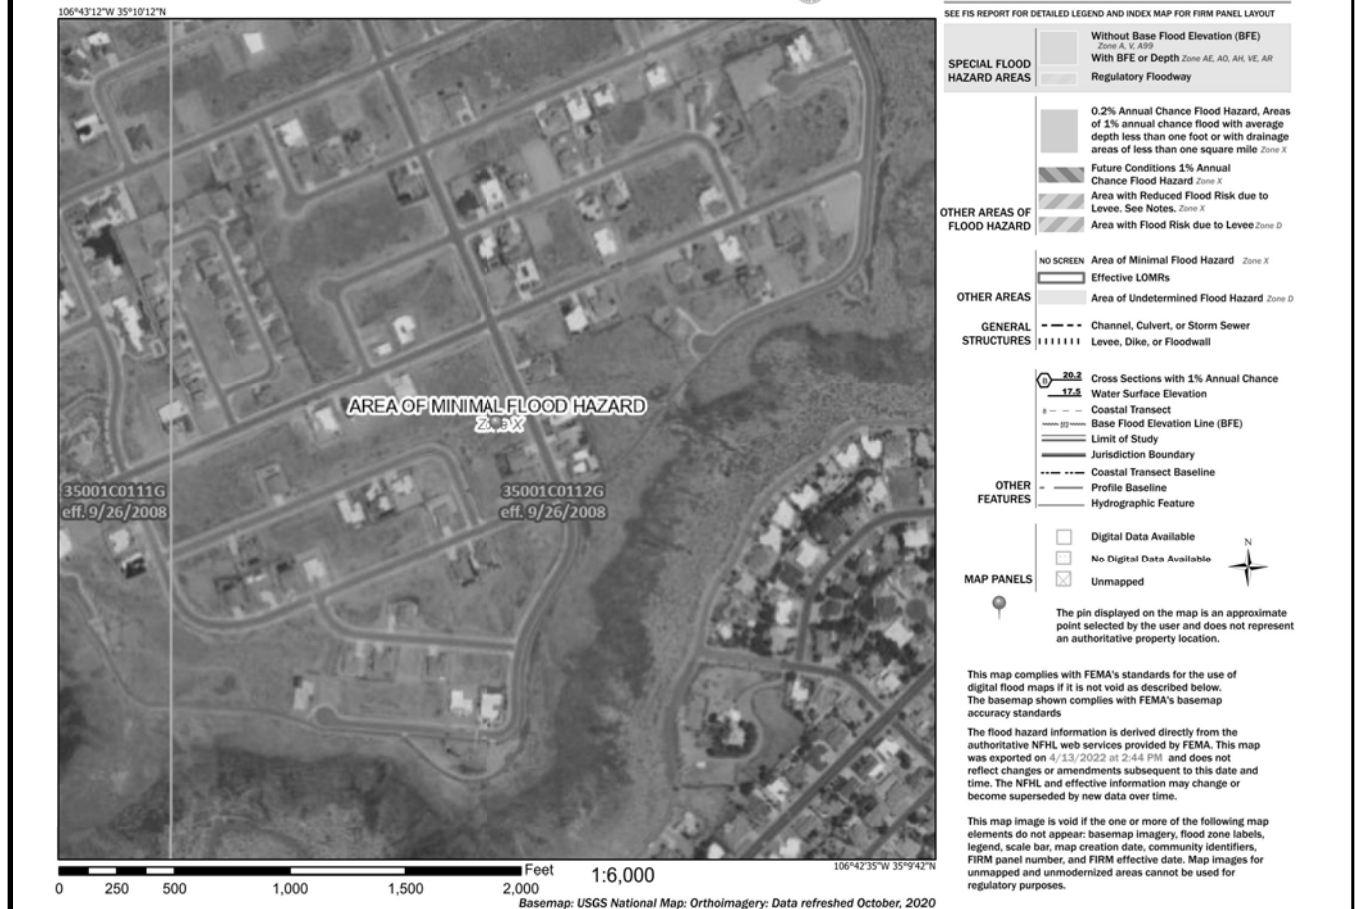 106°43'12"W 35°10'12"N
AREA OF MINIMAL FLOOD HAZARD
Zone X
35001C0111G
eff. 9/26/2008
35001C0112G
eff. 9/26/2008
106°42'35"W 35°9'42"N
Feet
1:6,000
0 250 500 1,000 1,500 2,000
Basemap: USGS National Map: Orthoimagery: Data refreshed October, 2020
SEE FIS REPORT FOR DETAILED LEGEND AND INDEX MAP FOR FIRM PANEL LAYOUT
SPECIAL FLOOD
HAZARD AREAS
Without Base Flood Elevation (BFE)
Zone A, V, A99
With BFE or Depth Zone AE, AO, AH, VE, AR
Regulatory Floodway
OTHER AREAS OF
FLOOD HAZARD
0.2% Annual Chance Flood Hazard, Areas
of 1% annual chance flood with average
depth less than one foot or with drainage
areas of less than one square mile Zone X
Future Conditions 1% Annual
Chance Flood Hazard Zone X
Area with Reduced Flood Risk due to
Levee. See Notes. Zone X
Area with Flood Risk due to Levee Zone D
OTHER AREAS
NO SCREEN Area of Minimal Flood Hazard Zone X
Effective LOMRs
Area of Undetermined Flood Hazard Zone D
GENERAL
STRUCTURES
Channel, Culvert, or Storm Sewer
Levee, Dike, or Floodwall
OTHER
FEATURES
B 20.2 Cross Sections with 1% Annual Chance
17.5 Water Surface Elevation
8 Coastal Transect
513 Base Flood Elevation Line (BFE)
Limit of Study
Jurisdiction Boundary
Coastal Transect Baseline
Profile Baseline
Hydrographic Feature
MAP PANELS
Digital Data Available
No Digital Data Available
Unmapped
N
The pin displayed on the map is an approximate
point selected by the user and does not represent
an authoritative property location.
This map complies with FEMA's standards for the use of
digital flood maps if it is not void as described below.
The basemap shown complies with FEMA's basemap
accuracy standards
The flood hazard information is derived directly from the
authoritative NFHL web services provided by FEMA. This map
was exported on 4/13/2022 at 2:44 PM and does not
reflect changes or amendments subsequent to this date and
time. The NFHL and effective information may change or
become superseded by new data over time.
This map image is void if the one or more of the following map
elements do not appear: basemap imagery, flood zone labels,
legend, scale bar, map creation date, community identifiers,
FIRM panel number, and FIRM effective date. Map images for
unmapped and unmodernized areas cannot be used for
regulatory purposes.